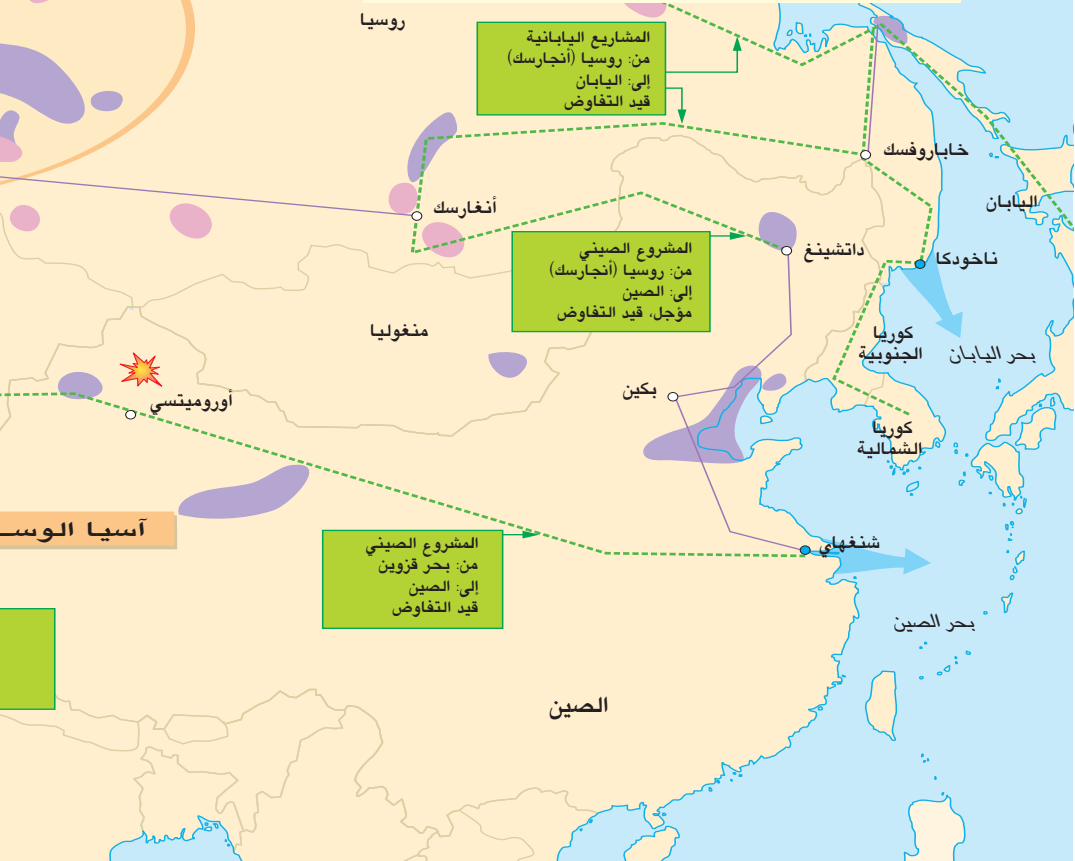 روسيا
المشاريع اليابانية
من: روسيا (أنجارسك)
إلى: اليابان
قيد التفاوض
خاباروفسك
اليابان
أنغارسك
المشروع الصيني
من: روسيا (أنجارسك)
إلى: الصين
مؤجل، قيد التفاوض
داتشينغ
ناخودكا
منغوليا
كوريا
الجنوبية
بحر اليابان
بكين
أوروميتسي
كوريا
الشمالية
آسيا الوسـ
المشروع الصيني
من: بحر قزوين
إلى: الصين
قيد التفاوض
شنغهاي
بحر الصين
الصين